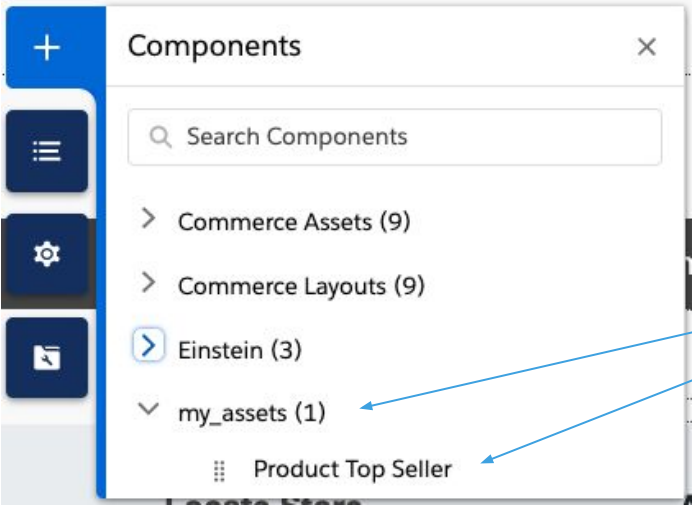 Components
Search Components
Commerce Assets (9)
Commerce Layouts (9)
Einstein (3)
my_assets (1)
Product Top Seller